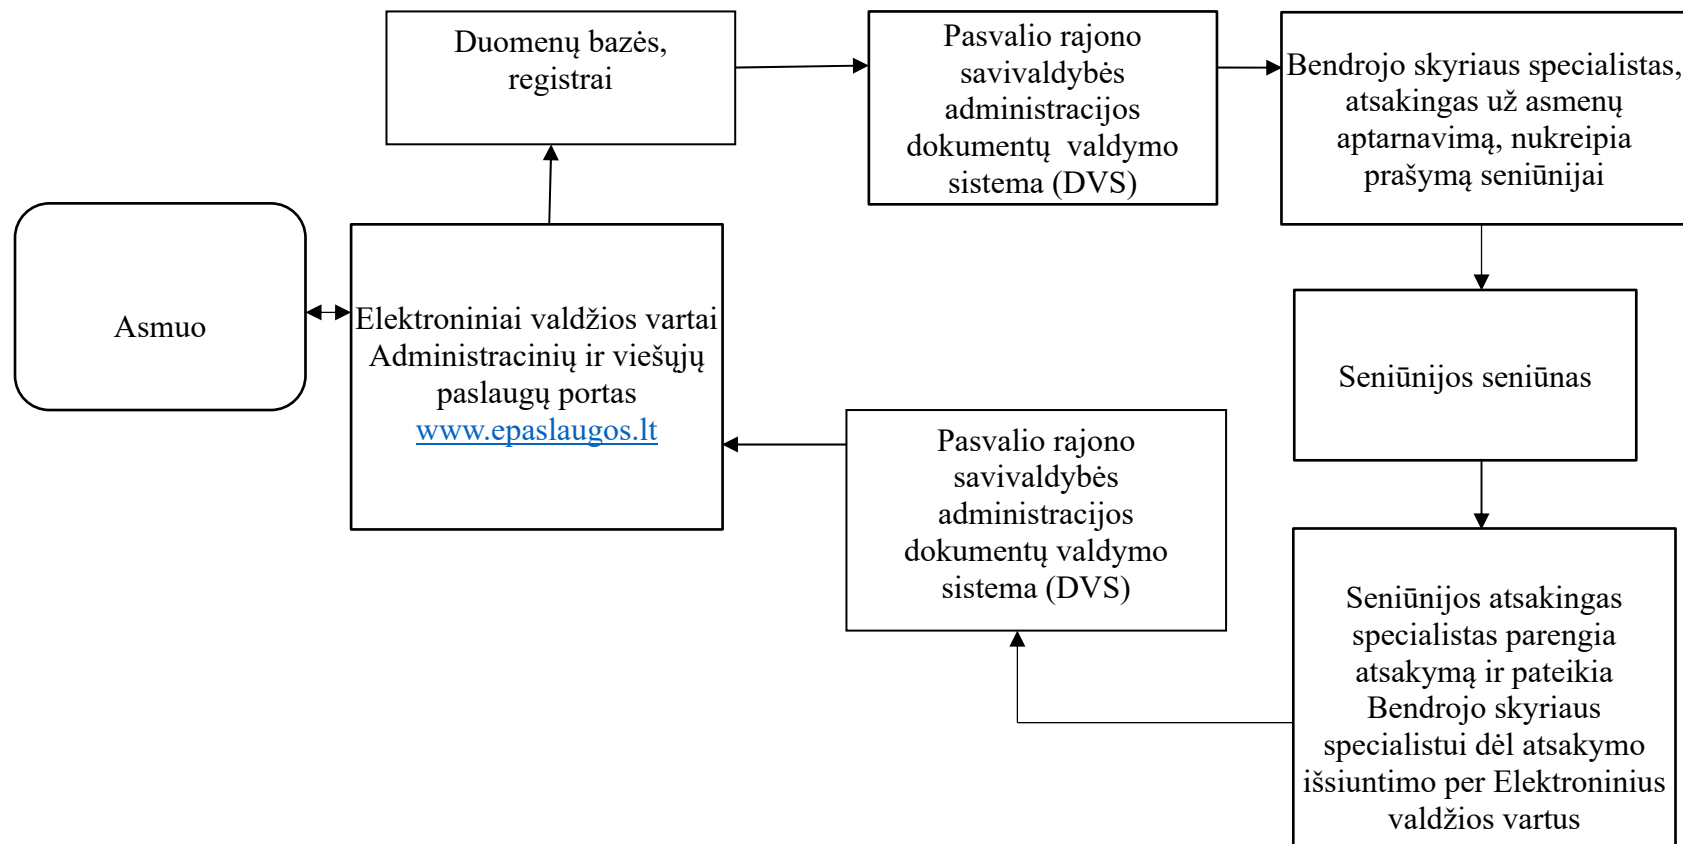 Duomenų bazės,
registrai
Pasvalio rajono
savivaldybės
administracijos
dokumentų valdymo
sistema (DVS)
Bendrojo skyriaus specialistas,
atsakingas už asmenų
aptarnavimą, nukreipia
prašymą seniūnijai
Asmuo
Elektroniniai valdžios vartai
Administracinių ir viešųjų
paslaugų portas
www.epaslaugos.lt
Seniūnijos seniūnas
Pasvalio rajono
savivaldybės
administracijos
dokumentų valdymo
sistema (DVS)
Seniūnijos atsakingas
specialistas parengia
atsakymą ir pateikia
Bendrojo skyriaus
specialistui dėl atsakymo
išsiuntimo per Elektroninius
valdžios vartus